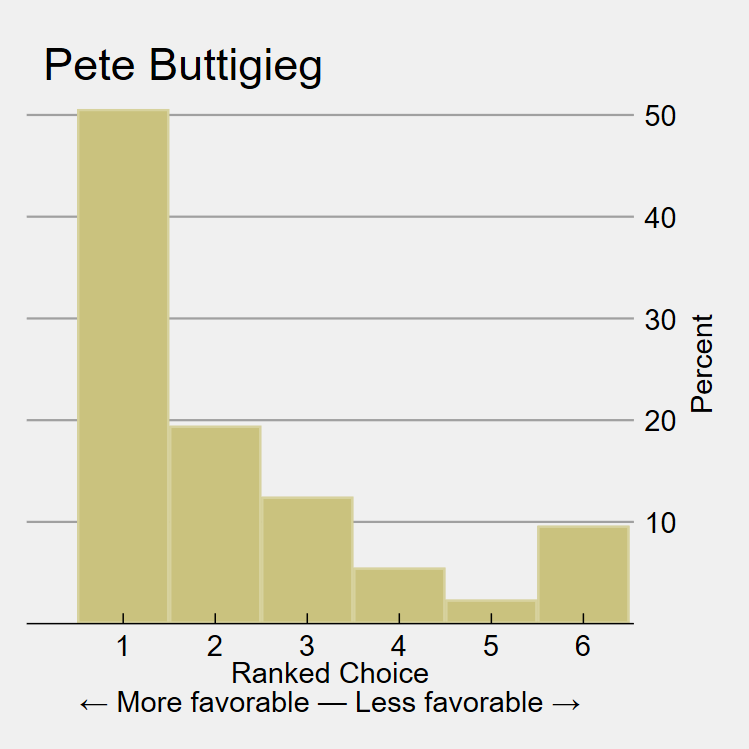 Pete Buttigieg
50
40
30
20
10
Percent
1 2 3 4 5 6
Ranked Choice
← More favorable — Less favorable →